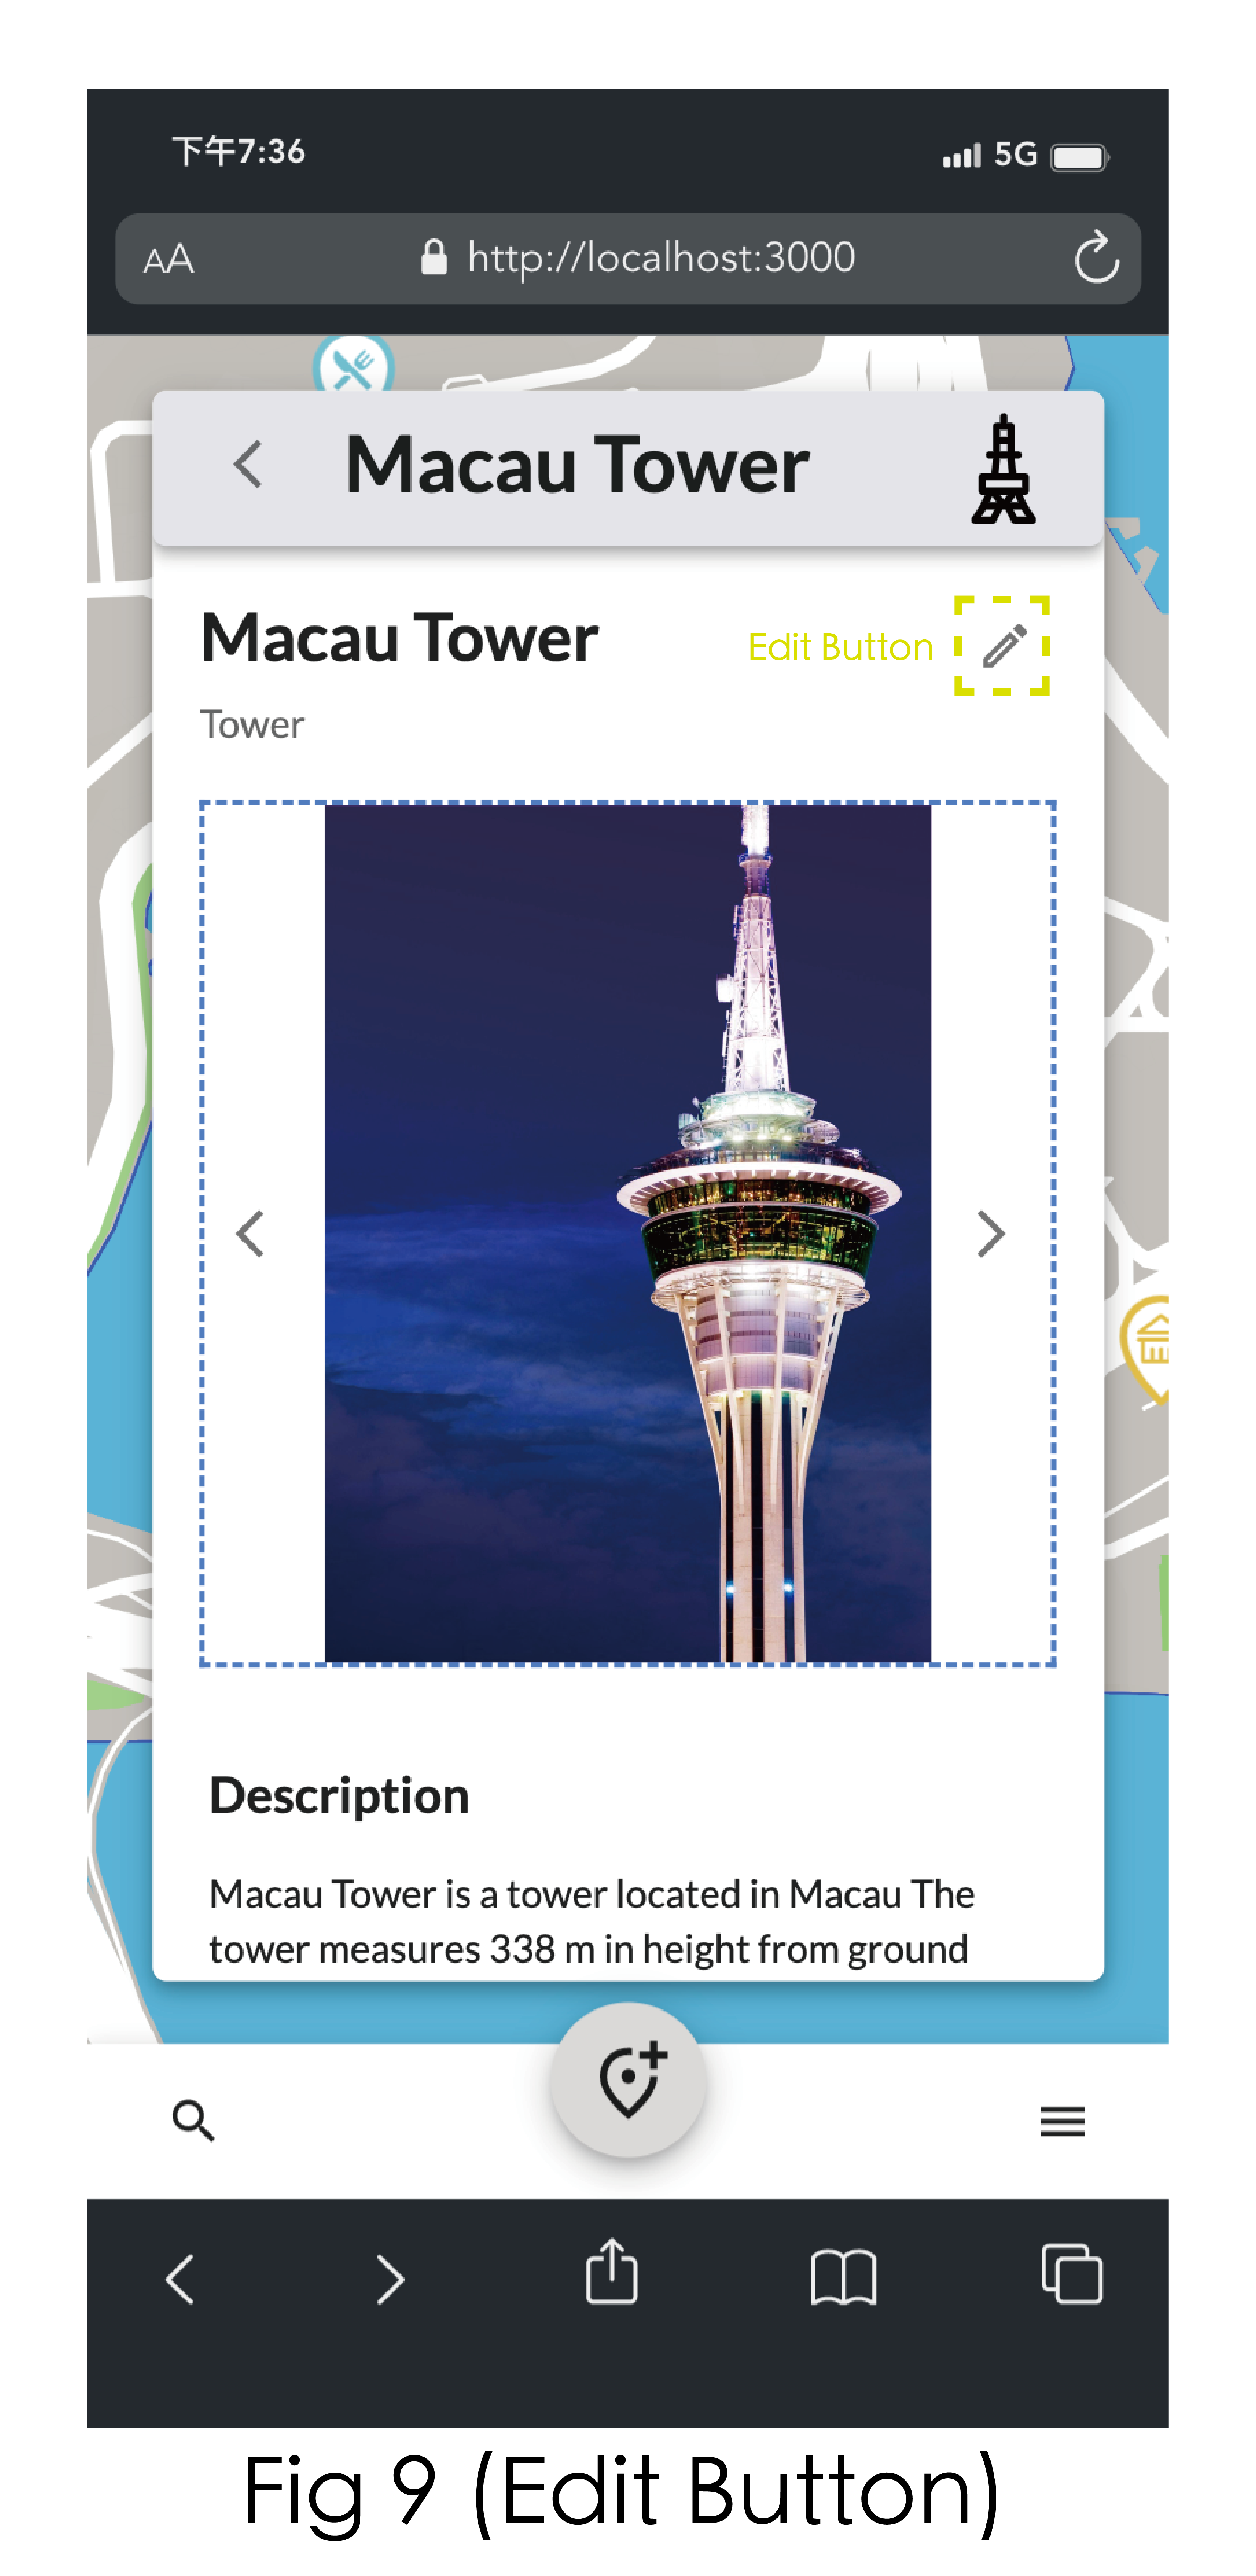 下午7:36
5G
AA
http://localhost:3000
Macau Tower
Macau Tower
Edit Button
Tower
Description
Macau Tower is a tower located in Macau The
tower measures 338 m in height from ground
Fig 9 (Edit Button)